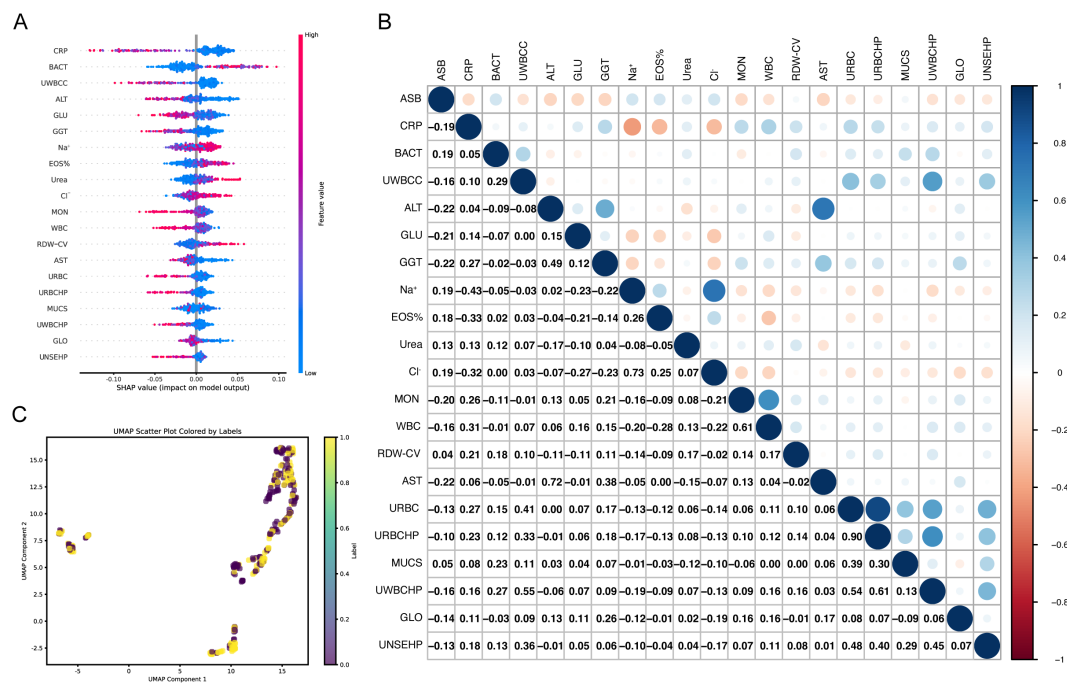 A
CRP
BACT
UWBCC
ALT
GLU
GGT
Na⁺
EOS%
Urea
Cl⁻
MON
WBC
RDW-CV
AST
URBC
URBCHP
MUCS
UWBCHP
GLO
UNSEHP
−0.10 −0.05 0.00 0.05 0.10
SHAP value (impact on model output)
High
Feature value
Low
B
ASB CRP BACT UWBCC ALT GLU GGT Na⁺ EOS% Urea Cl⁻ MON WBC RDW-CV AST URBC URBCHP MUCS UWBCHP GLO UNSEHP
ASB
CRP −0.19 0.05
BACT 0.19 0.05
UWBCC −0.16 0.10 0.29
ALT −0.22 0.04 −0.09 −0.08
GLU −0.21 0.14 −0.07 0.00 0.15
GGT −0.22 0.27 −0.02 −0.03 0.49 0.12
Na⁺ 0.19 −0.43 −0.05 −0.03 0.02 −0.23 −0.22
EOS% 0.18 −0.33 0.02 0.03 −0.04 −0.21 −0.14 0.26
Urea 0.13 0.13 0.12 0.07 −0.17 −0.10 0.04 −0.08 −0.05
Cl⁻ 0.19 −0.32 0.00 0.03 −0.07 −0.27 −0.23 0.73 0.25 0.07
MON −0.20 0.26 −0.11 −0.01 0.13 0.05 0.21 −0.16 −0.09 0.08 −0.21
WBC −0.16 0.31 −0.01 0.07 0.06 0.16 0.15 −0.20 −0.28 0.13 −0.22 0.61
RDW-CV 0.04 0.21 0.18 0.10 −0.11 −0.11 0.11 −0.14 −0.09 0.17 −0.02 0.14 0.17
AST −0.22 0.06 −0.05 −0.01 0.72 −0.01 0.38 −0.05 0.00 −0.15 −0.07 0.13 0.04 −0.02
URBC −0.13 0.27 0.15 0.41 0.00 0.07 0.17 −0.13 −0.12 0.06 −0.14 0.06 0.11 0.10 0.06
URBCHP −0.10 0.23 0.12 0.33 −0.01 0.06 0.18 −0.17 −0.13 0.08 −0.13 0.10 0.12 0.14 0.04 0.90
MUCS 0.05 0.08 0.23 0.11 0.03 0.04 0.07 −0.01 −0.03 −0.12 −0.10 −0.06 0.00 0.00 0.06 0.39 0.30
UWBCHP −0.16 0.16 0.27 0.55 −0.06 0.07 0.09 −0.19 −0.09 0.07 −0.13 0.09 0.16 0.16 0.03 0.54 0.61 0.13
GLO −0.14 0.11 −0.03 0.09 0.13 0.11 0.26 −0.12 −0.01 0.02 −0.19 0.16 0.16 −0.01 0.17 0.08 0.07 −0.09 0.06
UNSEHP −0.13 0.18 0.13 0.36 −0.01 0.05 0.06 −0.10 −0.04 0.04 −0.17 0.07 0.11 0.08 0.01 0.48 0.40 0.29 0.45 0.07
1
0.8
0.6
0.4
0.2
0
−0.2
−0.4
−0.6
−0.8
−1
C
UMAP Scatter Plot Colored by Labels
UMAP Component 2
15.0
12.5
10.0
7.5
5.0
2.5
0.0
−2.5
−5 0 5 10 15
UMAP Component 1
1.0
0.8
0.6
0.4
0.2
0.0
Label